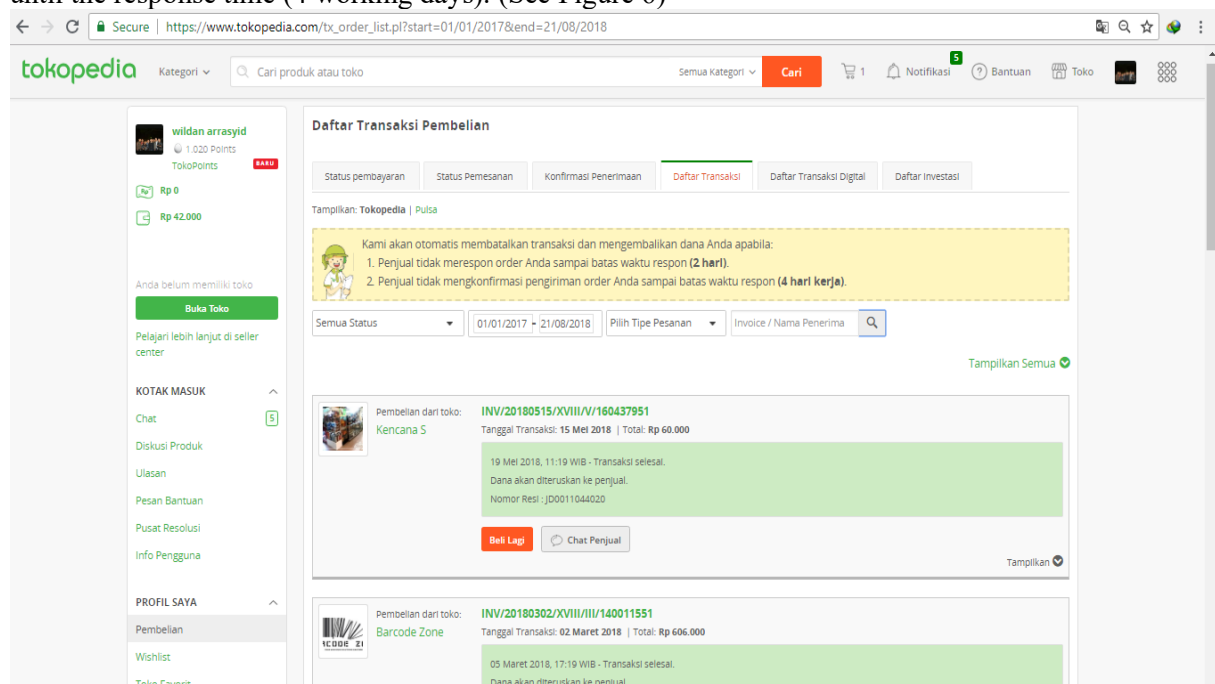 until the response time (4 working days). (See Figure 6)
Secure | https://www.tokopedia.com/tx_order_list.pl?start=01/01/2017&end=21/08/2018
tokopedia Kategori Cari produk atau toko Semua Kategori Cari 1 Notifikasi 5 Bantuan Toko
wildan arrasyid
1.020 Points
TokoPoints BARU
Rp 0
Rp 42.000
Anda belum memiliki toko
Buka Toko
Pelajari lebih lanjut di seller
center
KOTAK MASUK
Chat 5
Diskusi Produk
Ulasan
Pesan Bantuan
Pusat Resolusi
Info Pengguna
PROFIL SAYA
Pembelian
Wishlist
Toko Favorit
Daftar Transaksi Pembelian
Status pembayaran Status Pemesanan Konfirmasi Penerimaan Daftar Transaksi Daftar Transaksi Digital Daftar Investasi
Tampilkan: Tokopedia | Pulsa
Kami akan otomatis membatalkan transaksi dan mengembalikan dana Anda apabila:
1. Penjual tidak merespon order Anda sampai batas waktu respon (2 hari).
2. Penjual tidak mengkonfirmasi pengiriman order Anda sampai batas waktu respon (4 hari kerja).
Semua Status 01/01/2017 - 21/08/2018 Pilih Tipe Pesanan Invoice / Nama Penerima
Tampilkan Semua
Pembelian dari toko: INV/20180515/XVIII/V/160437951
Kencana S Tanggal Transaksi: 15 Mei 2018 | Total: Rp 60.000
19 Mei 2018, 11:19 WIB - Transaksi selesai.
Dana akan diteruskan ke penjual.
Nomor Resi : JD0011044020
Beli Lagi Chat Penjual
Tampilkan
Pembelian dari toko: INV/20180302/XVIII/III/140011551
Barcode Zone Tanggal Transaksi: 02 Maret 2018 | Total: Rp 606.000
05 Maret 2018, 17:19 WIB - Transaksi selesai.
Dana akan diteruskan ke penjual.